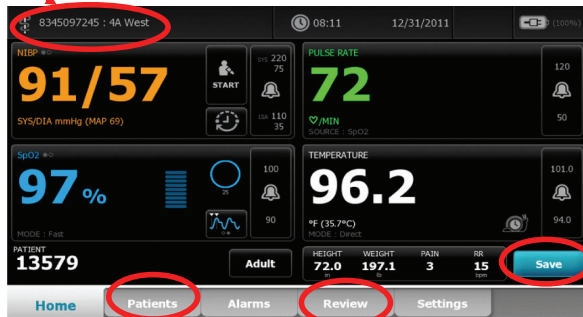 8345097245 : 4A West
08:11
12/31/2011
(100%)
NIBP
91/57
SYS/DIA mmHg (MAP 69)
START
SYS 220
75
DIA 110
35
PULSE RATE
72
/MIN
SOURCE : SpO2
120
50
SpO2
97%
MODE : Fast
25
100
90
TEMPERATURE
96.2
°F (35.7°C)
MODE : Direct
101.0
94.0
PATIENT
13579
Adult
HEIGHT WEIGHT PAIN RR
72.0 197.1 3 15
in lb bpm
Save
Home Patients Alarms Review Settings